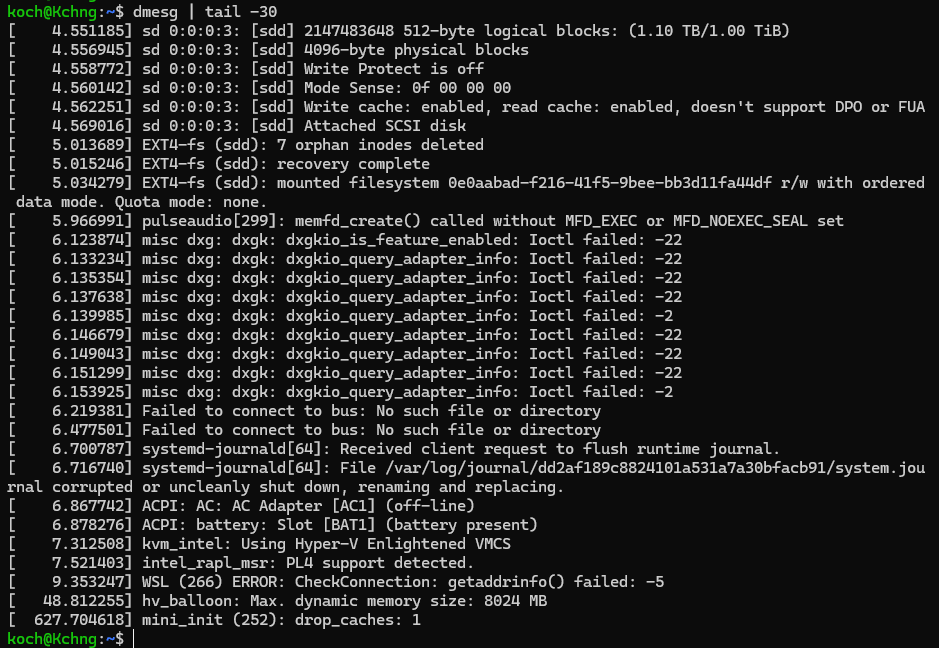 koch@Kchng:~$ dmesg | tail -30
[    4.551185] sd 0:0:0:3: [sdd] 2147483648 512-byte logical blocks: (1.10 TB/1.00 TiB)
[    4.556945] sd 0:0:0:3: [sdd] 4096-byte physical blocks
[    4.558772] sd 0:0:0:3: [sdd] Write Protect is off
[    4.560142] sd 0:0:0:3: [sdd] Mode Sense: 0f 00 00 00
[    4.562251] sd 0:0:0:3: [sdd] Write cache: enabled, read cache: enabled, doesn't support DPO or FUA
[    4.569016] sd 0:0:0:3: [sdd] Attached SCSI disk
[    5.013689] EXT4-fs (sdd): 7 orphan inodes deleted
[    5.015246] EXT4-fs (sdd): recovery complete
[    5.034279] EXT4-fs (sdd): mounted filesystem 0e0aabad-f216-41f5-9bee-bb3d11fa44df r/w with ordered
 data mode. Quota mode: none.
[    5.966991] pulseaudio[299]: memfd_create() called without MFD_EXEC or MFD_NOEXEC_SEAL set
[    6.123874] misc dxg: dxgk: dxgkio_is_feature_enabled: Ioctl failed: -22
[    6.133234] misc dxg: dxgk: dxgkio_query_adapter_info: Ioctl failed: -22
[    6.135354] misc dxg: dxgk: dxgkio_query_adapter_info: Ioctl failed: -22
[    6.137638] misc dxg: dxgk: dxgkio_query_adapter_info: Ioctl failed: -22
[    6.139985] misc dxg: dxgk: dxgkio_query_adapter_info: Ioctl failed: -2
[    6.146679] misc dxg: dxgk: dxgkio_query_adapter_info: Ioctl failed: -22
[    6.149043] misc dxg: dxgk: dxgkio_query_adapter_info: Ioctl failed: -22
[    6.151299] misc dxg: dxgk: dxgkio_query_adapter_info: Ioctl failed: -22
[    6.153925] misc dxg: dxgk: dxgkio_query_adapter_info: Ioctl failed: -2
[    6.219381] Failed to connect to bus: No such file or directory
[    6.477501] Failed to connect to bus: No such file or directory
[    6.700787] systemd-journald[64]: Received client request to flush runtime journal.
[    6.716740] systemd-journald[64]: File /var/log/journal/dd2af189c8824101a531a7a30bfacb91/system.jou
rnal corrupted or uncleanly shut down, renaming and replacing.
[    6.867742] ACPI: AC: AC Adapter [AC1] (off-line)
[    6.878276] ACPI: battery: Slot [BAT1] (battery present)
[    7.312508] kvm_intel: Using Hyper-V Enlightened VMCS
[    7.521403] intel_rapl_msr: PL4 support detected.
[    9.353247] WSL (266) ERROR: CheckConnection: getaddrinfo() failed: -5
[   48.812255] hv_balloon: Max. dynamic memory size: 8024 MB
[  627.704618] mini_init (252): drop_caches: 1
koch@Kchng:~$